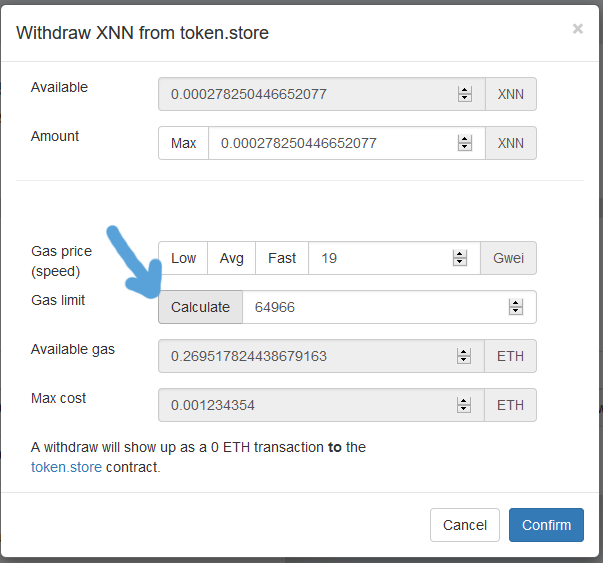 Withdraw XNN from token.store ×
Available 0.000278250446652077 XNN
Amount Max 0.000278250446652077 XNN
Gas price (speed) Low Avg Fast 19 Gwei
Gas limit Calculate 64966
Available gas 0.269517824438679163 ETH
Max cost 0.001234354 ETH
A withdraw will show up as a 0 ETH transaction to the
token.store contract.
Cancel Confirm